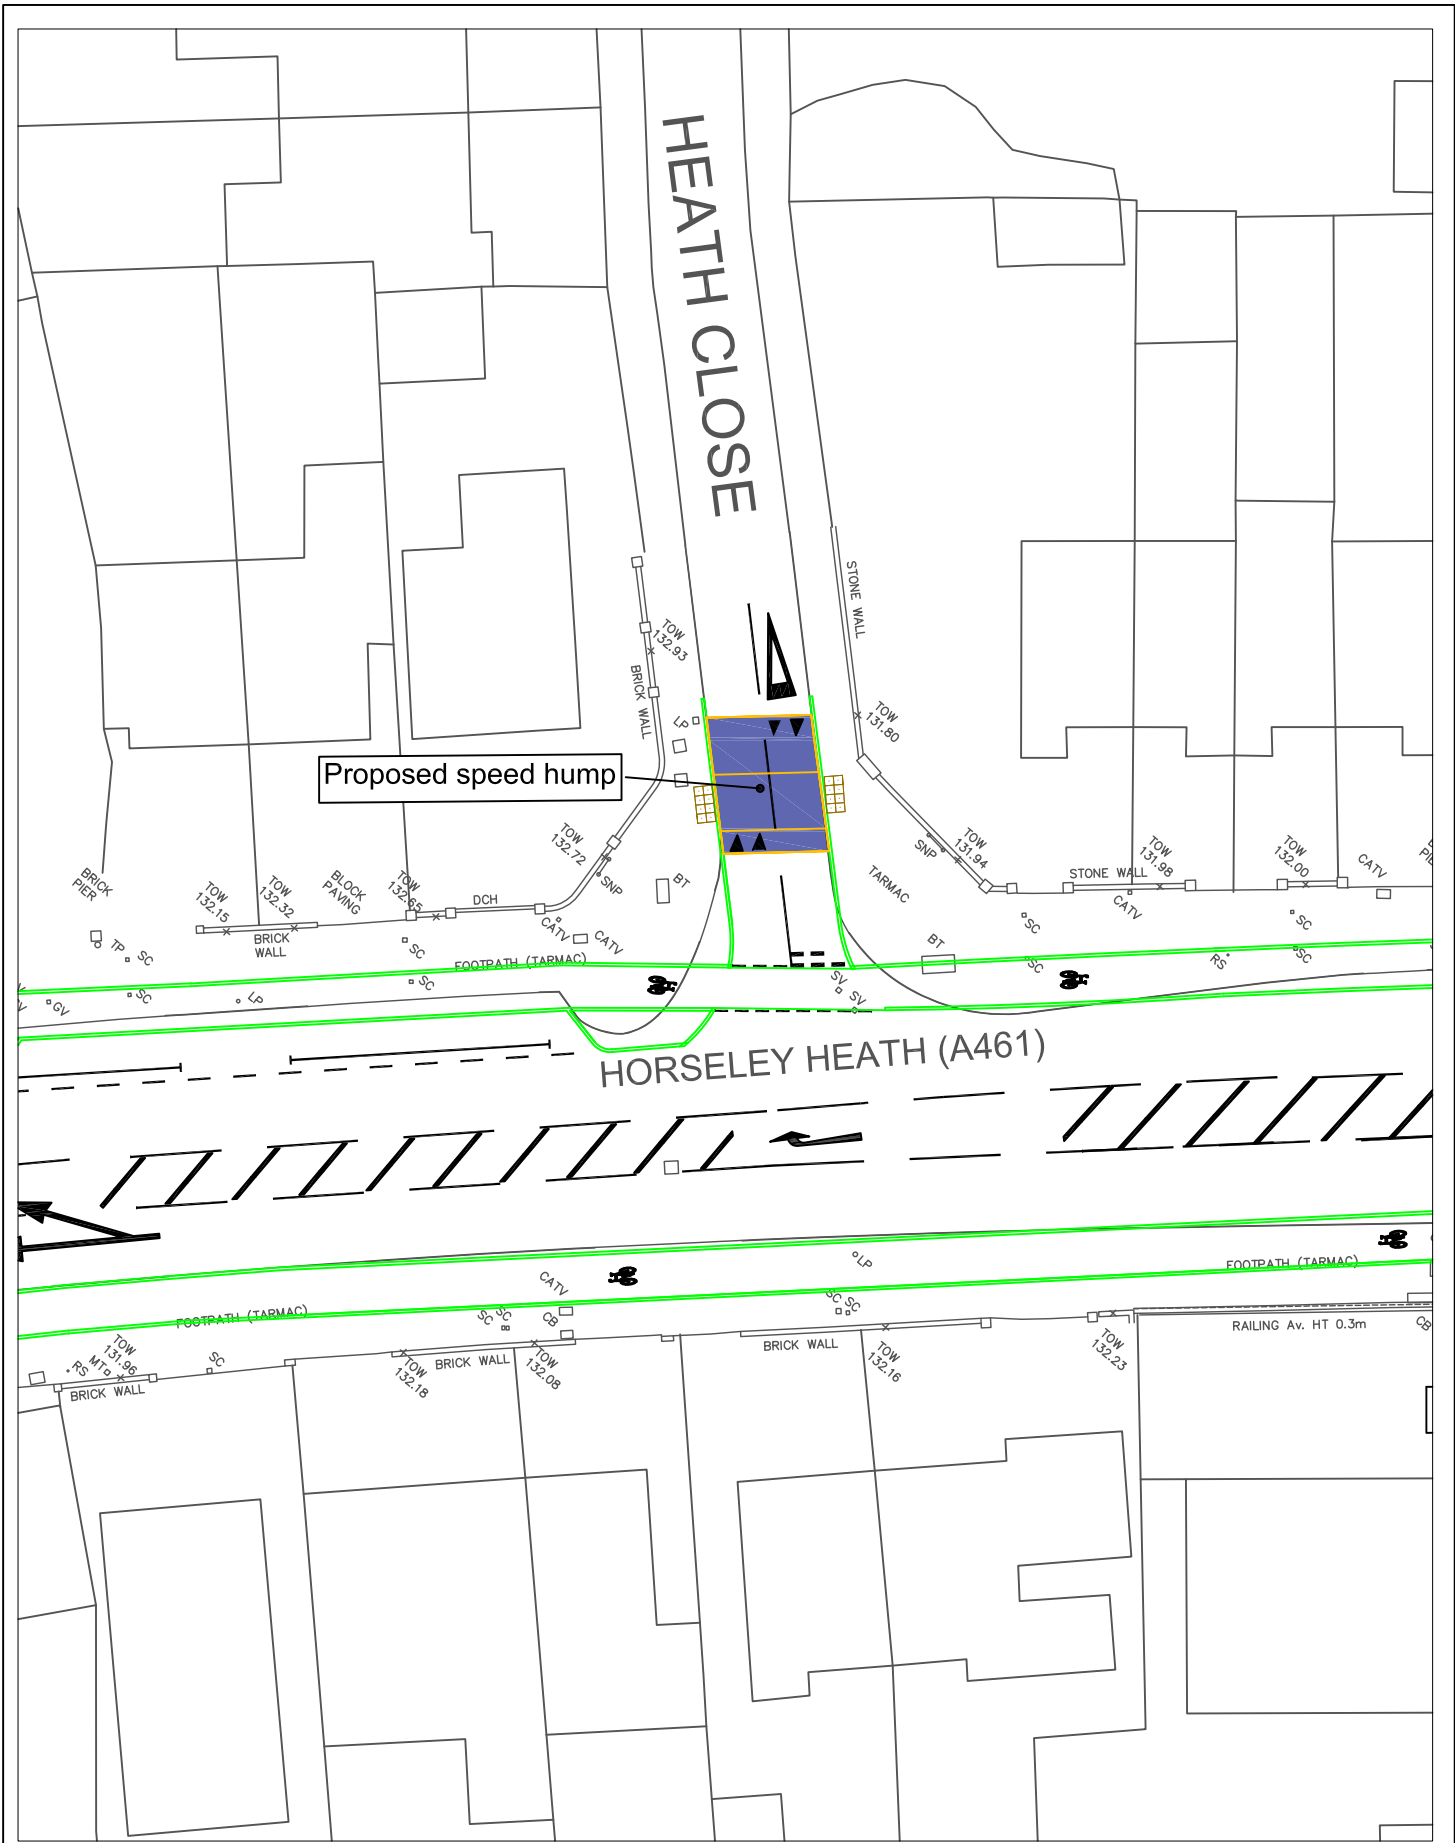 HEATH CLOSE
STONE WALL
TOW
132.93
BRICK WALL
LP
TOW
131.80
Proposed speed hump
TOW
132.72
SNP
BT
SNP
TOW
131.94
TARMAC
STONE WALL
TOW
131.98
TOW
132.00
CATV
CATV
BRICK
PIER
TOW
132.15
TOW
132.32
BLOCK
PAVING
TOW
132.65
DCH
CATV
CATV
BRICK
WALL
TP
SC
SC
SC
SC
SC
BT
SC
RS
SC
FOOTPATH (TARMAC)
GV
SC
LP
SC
SV
SV
HORSELEY HEATH (A461)
LP
FOOTPATH (TARMAC)
CATV
FOOTPATH (TARMAC)
SC
SC
CB
SC
SC
BRICK WALL
RAILING Av. HT 0.3m
CB
TOW
132.23
TOW
132.16
TOW
131.96
MT
RS
SC
BRICK WALL
TOW
132.18
BRICK WALL
TOW
132.08